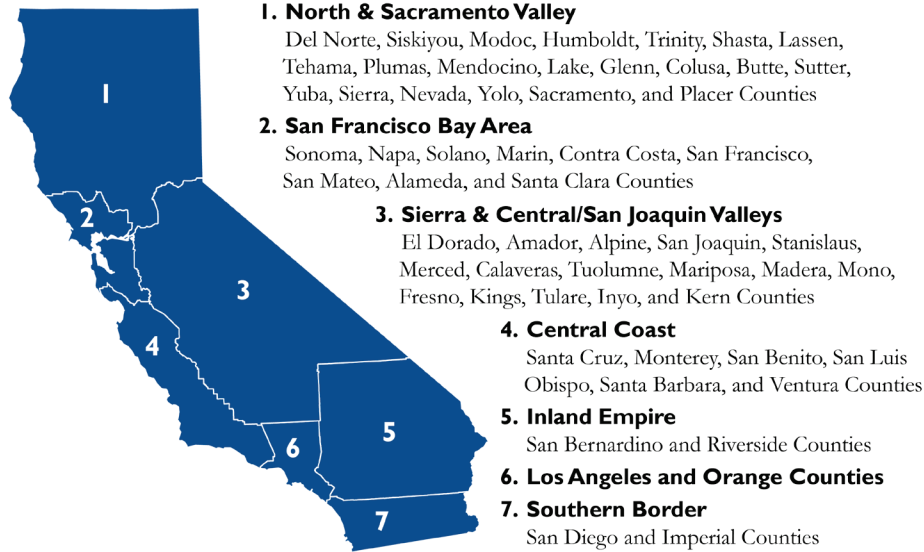 1. North & Sacramento Valley
Del Norte, Siskiyou, Modoc, Humboldt, Trinity, Shasta, Lassen,
Tehama, Plumas, Mendocino, Lake, Glenn, Colusa, Butte, Sutter,
Yuba, Sierra, Nevada, Yolo, Sacramento, and Placer Counties
2. San Francisco Bay Area
Sonoma, Napa, Solano, Marin, Contra Costa, San Francisco,
San Mateo, Alameda, and Santa Clara Counties
3. Sierra & Central/San Joaquin Valleys
El Dorado, Amador, Alpine, San Joaquin, Stanislaus,
Merced, Calaveras, Tuolumne, Mariposa, Madera, Mono,
Fresno, Kings, Tulare, Inyo, and Kern Counties
4. Central Coast
Santa Cruz, Monterey, San Benito, San Luis
Obispo, Santa Barbara, and Ventura Counties
5. Inland Empire
San Bernardino and Riverside Counties
6. Los Angeles and Orange Counties
7. Southern Border
San Diego and Imperial Counties
1
2
3
4
5
6
7